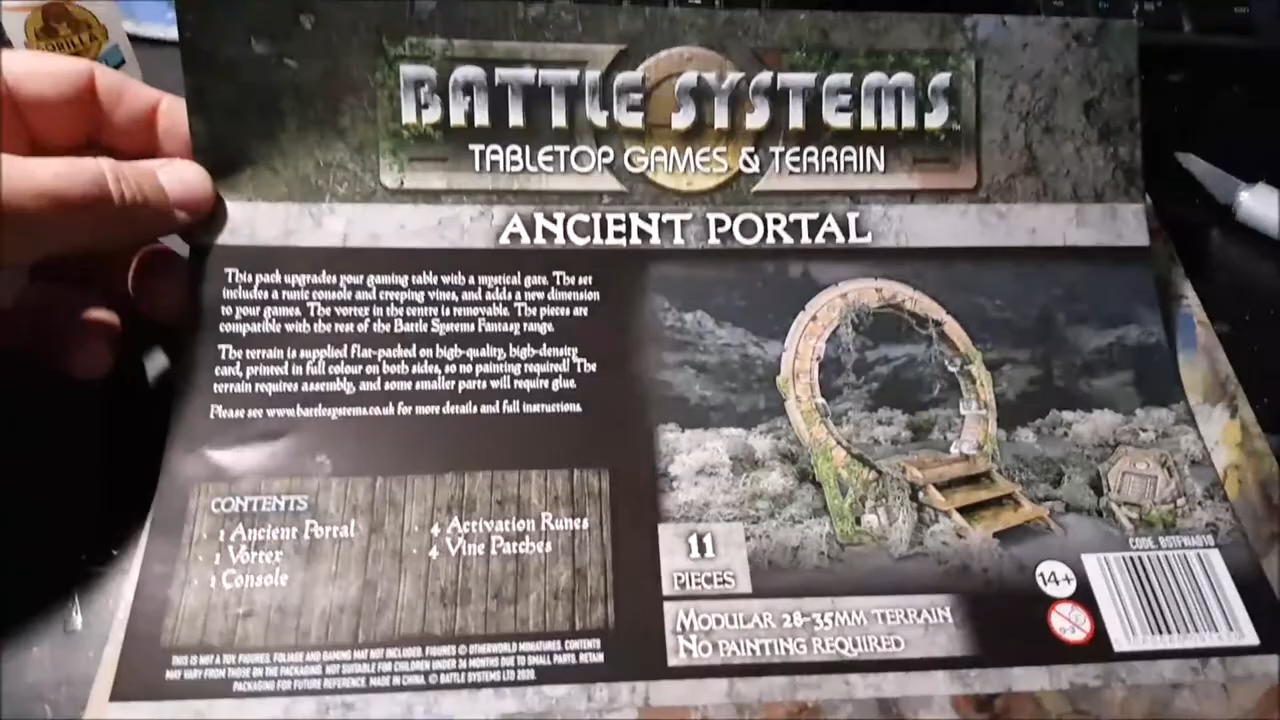 GORILLA
BATTLE SYSTEMS
TABLETOP GAMES & TERRAIN
ANCIENT PORTAL
This pack upgrades your gaming table with a mystical gate. The set
includes a runic console and creeping vines, and adds a new dimension
to your games. The vortex in the centre is removable. The pieces are
compatible with the rest of the Battle Systems Fantasy range.
The terrain is supplied flat-packed on high-quality, high-density
card, printed in full colour on both sides, so no painting required! The
terrain requires assembly, and some smaller parts will require glue.
Please see www.battlesystems.co.uk for more details and full instructions.
CONTENTS
· 1 Ancient Portal
· 1 Vortex
· 1 Console
· 4 Activation Runes
· 4 Vine Patches
11
PIECES
MODULAR 28-35MM TERRAIN
NO PAINTING REQUIRED
CODE. BSTFWA010
14+
0-3
THIS IS NOT A TOY. FIGURES, FOLIAGE AND GAMING MAT NOT INCLUDED. FIGURES © OTHERWORLD MINIATURES. CONTENTS
MAY VARY FROM THOSE ON THE PACKAGING. NOT SUITABLE FOR CHILDREN UNDER 36 MONTHS DUE TO SMALL PARTS. RETAIN
PACKAGING FOR FUTURE REFERENCE. MADE IN CHINA. © BATTLE SYSTEMS LTD 2020.